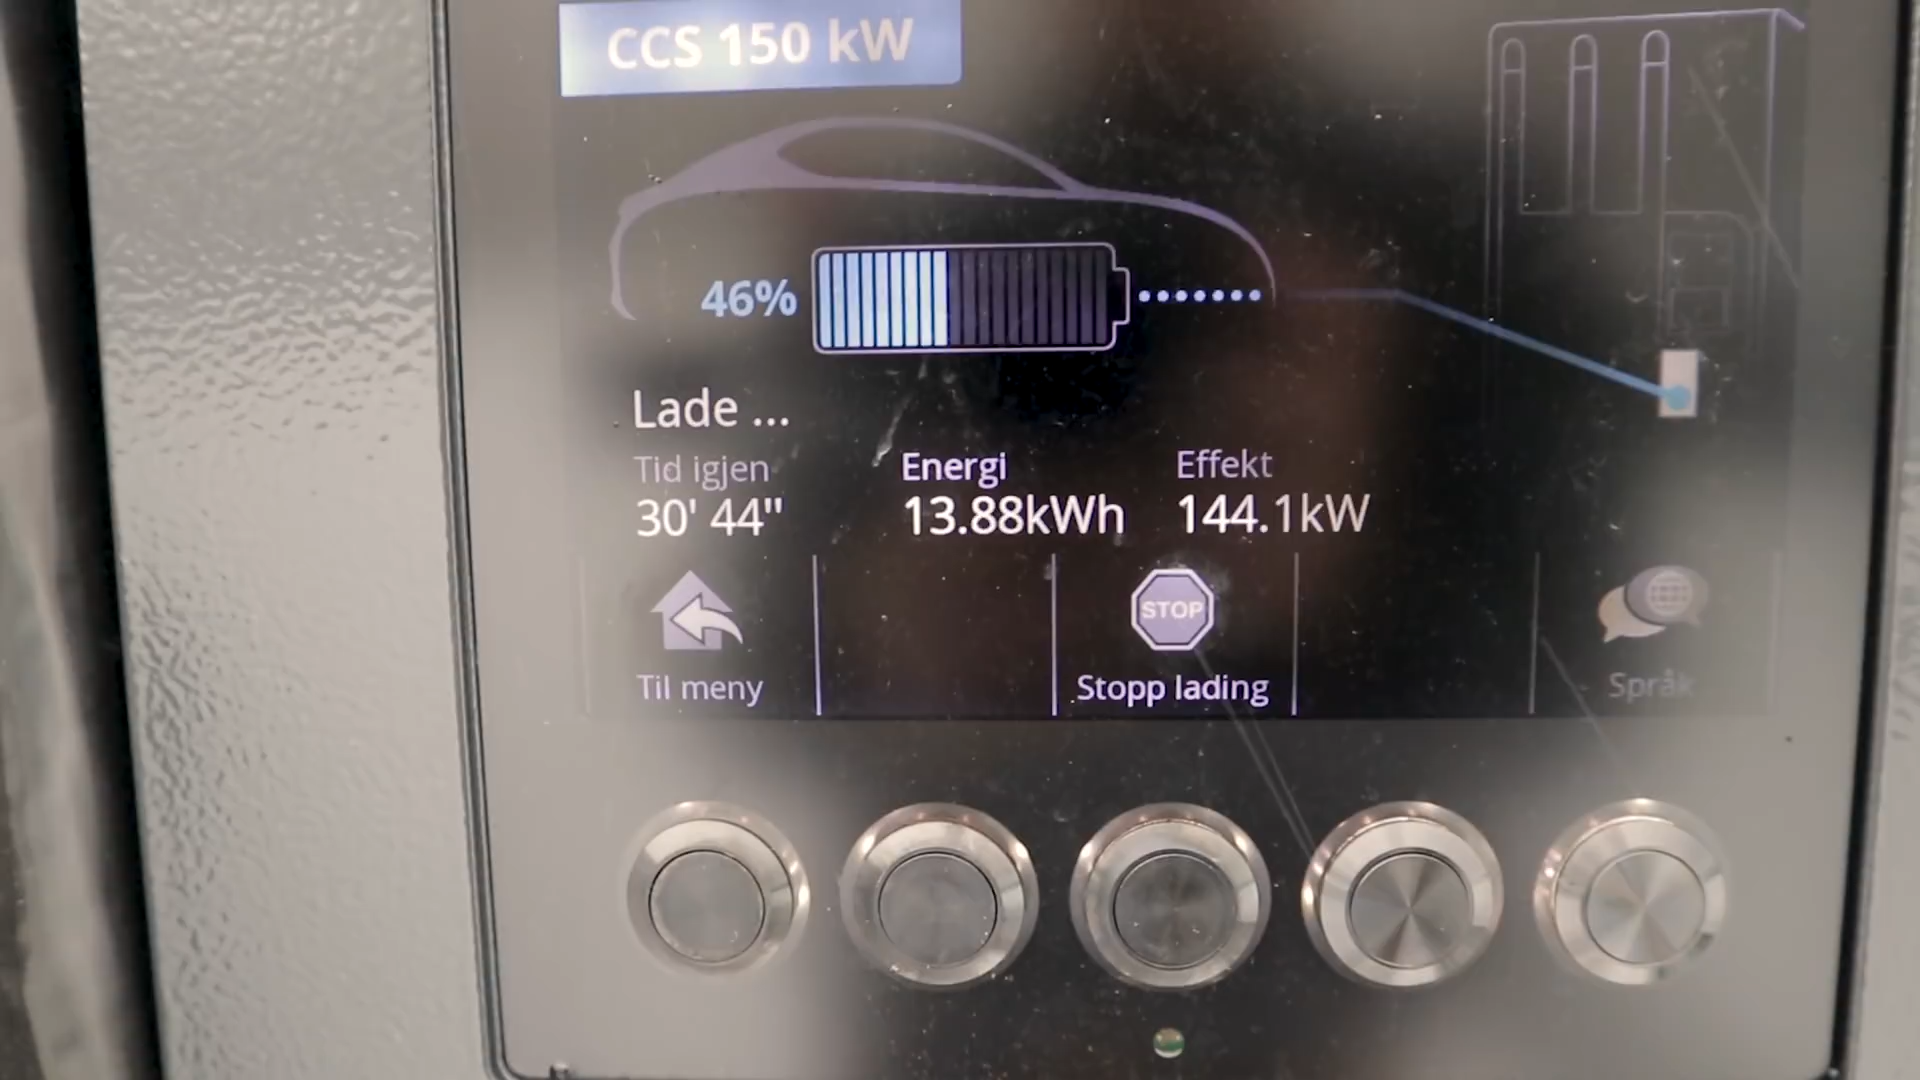 CCS 150 kW
46%
Lade ...
Tid igjen Energi Effekt
30' 44" 13.88kWh 144.1kW
STOP
Til meny Stopp lading Språk